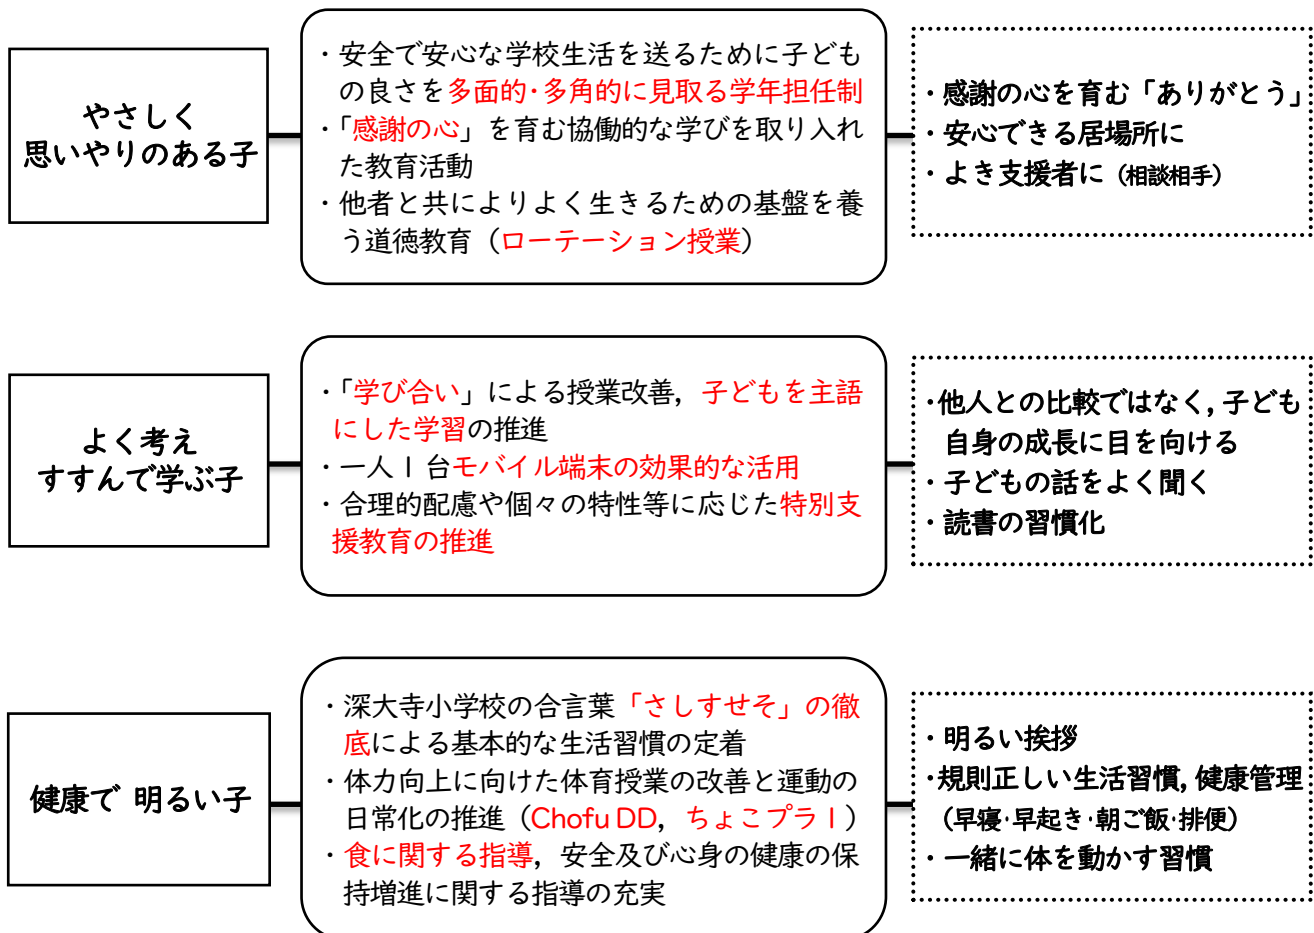 やさしく
思いやりのある子
・安全で安心な学校生活を送るために子ども
の良さを多面的・多角的に見取る学年担任制
・「感謝の心」を育む協働的な学びを取り入れ
た教育活動
・他者と共によりよく生きるための基盤を養
う道徳教育（ローテーション授業）
・感謝の心を育む「ありがとう」
・安心できる居場所に
・よき支援者に（相談相手）
よく考え
すすんで学ぶ子
・「学び合い」による授業改善，子どもを主語
にした学習の推進
・一人１台モバイル端末の効果的な活用
・合理的配慮や個々の特性等に応じた特別支
援教育の推進
・他人との比較ではなく，子ども
自身の成長に目を向ける
・子どもの話をよく聞く
・読書の習慣化
健康で 明るい子
・深大寺小学校の合言葉「さしすせそ」の徹
底による基本的な生活習慣の定着
・体力向上に向けた体育授業の改善と運動の
日常化の推進（Chofu DD，ちょこプラ１）
・食に関する指導，安全及び心身の健康の保
持増進に関する指導の充実
・明るい挨拶
・規則正しい生活習慣，健康管理
（早寝・早起き・朝ご飯・排便）
・一緒に体を動かす習慣